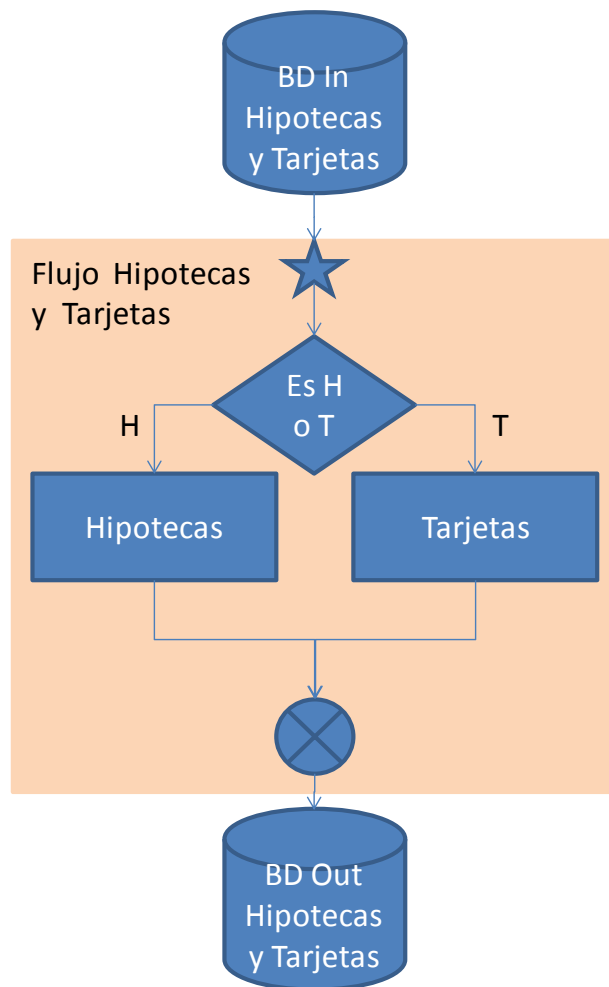 BD In
Hipotecas
y Tarjetas
Flujo Hipotecas
y Tarjetas
Es H
o T
H
T
Hipotecas
Tarjetas
BD Out
Hipotecas
y Tarjetas